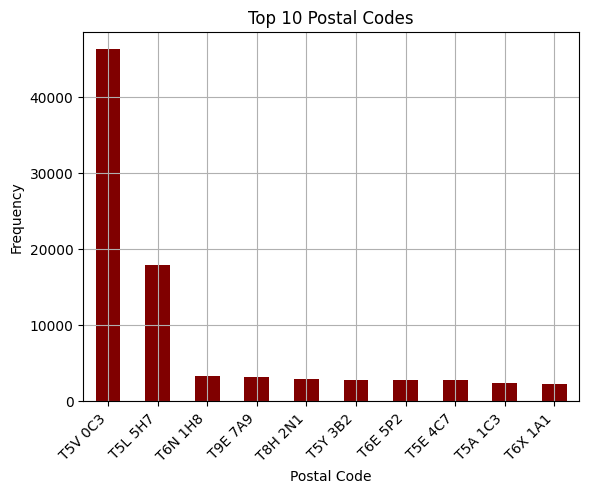 Top 10 Postal Codes
Frequency
40000
30000
20000
10000
0
T5V 0C3
T5L 5H7
T6N 1H8
T9E 7A9
T8H 2N1
T5Y 3B2
T6E 5P2
T5E 4C7
T5A 1C3
T6X 1A1
Postal Code